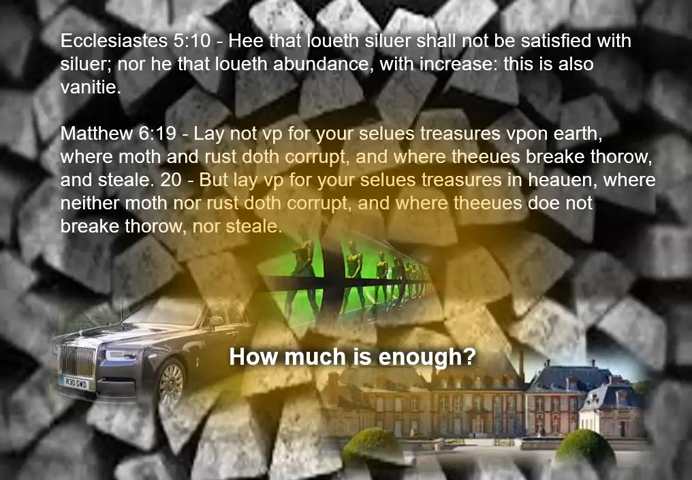 Ecclesiastes 5:10 - Hee that loueth siluer shall not be satisfied with
siluer; nor he that loueth abundance, with increase: this is also
vanitie.
Matthew 6:19 - Lay not vp for your selues treasures vpon earth,
where moth and rust doth corrupt, and where theeues breake thorow,
and steale. 20 - But lay vp for your selues treasures in heauen, where
neither moth nor rust doth corrupt, and where theeues doe not
breake thorow, nor steale.
How much is enough?